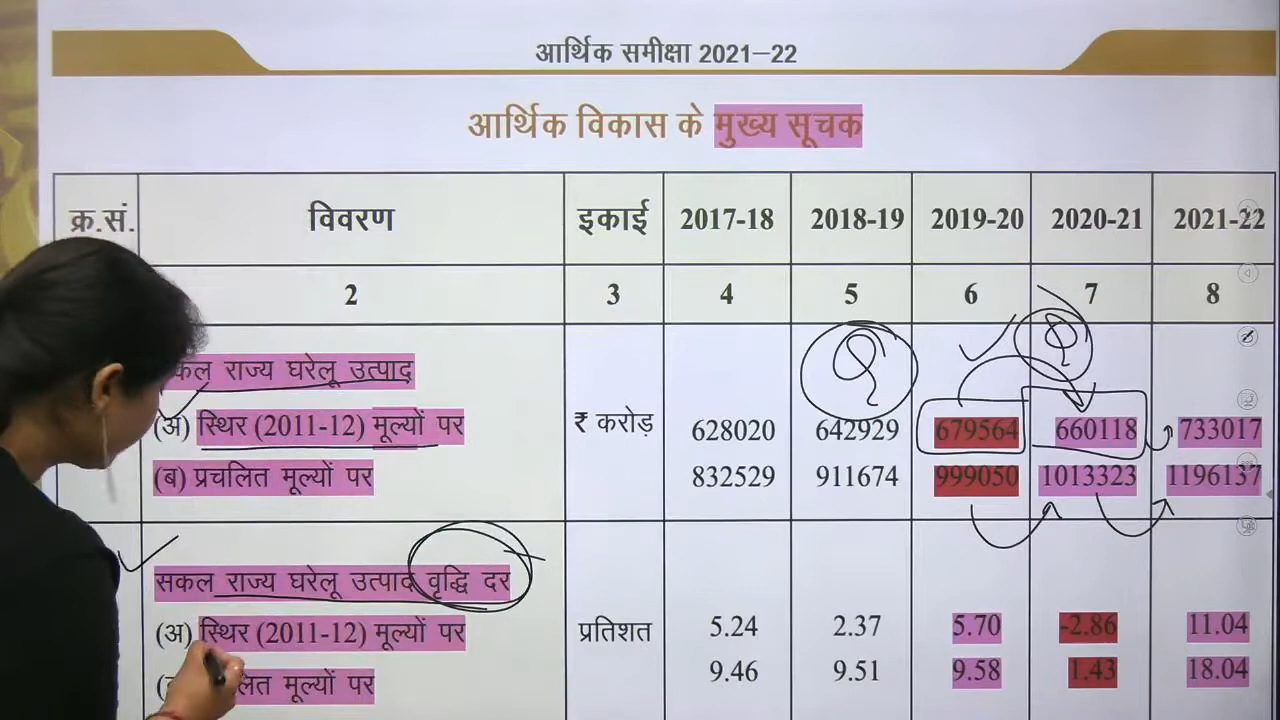 आर्थिक समीक्षा 2021–22
आर्थिक विकास के मुख्य सूचक
क्र.सं. विवरण इकाई 2017-18 2018-19 2019-20 2020-21 2021-22
2 3 4 5 6 7 8
राज्य घरेलू उत्पाद
(अ) स्थिर (2011-12) मूल्यों पर ₹ करोड़ 628020 642929 679564 660118 733017
(ब) प्रचलित मूल्यों पर 832529 911674 999050 1013323 1196137
सकल राज्य घरेलू उत्पाद वृद्धि दर
(अ) स्थिर (2011-12) मूल्यों पर प्रतिशत 5.24 2.37 5.70 -2.86 11.04
मूल्यों पर 9.46 9.51 9.58 1.43 18.04